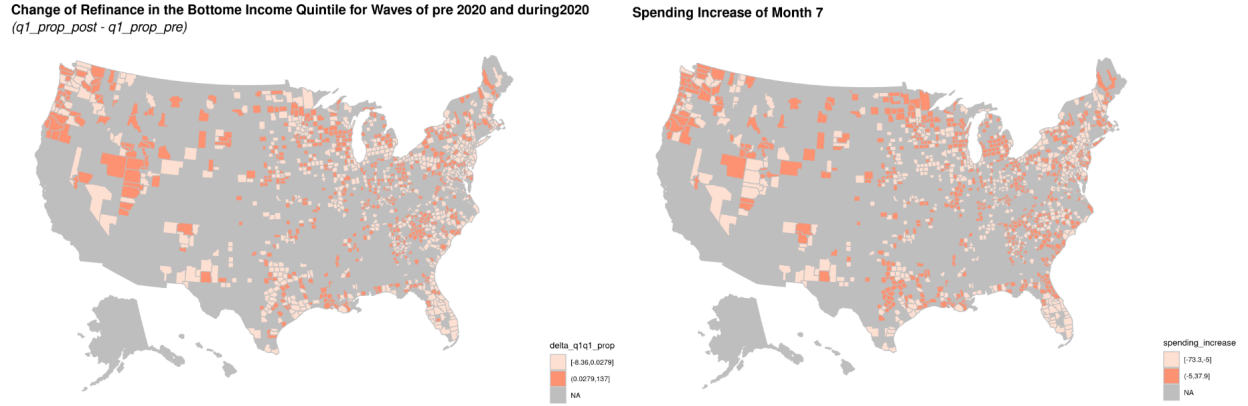 Change of Refinance in the Bottome Income Quintile for Waves of pre 2020 and during2020
(q1_prop_post - q1_prop_pre)
delta_q1q1_prop
[-8.36,0.0279]
(0.0279,137]
NA
Spending Increase of Month 7
spending_increase
[-73.3,-5]
(-5,37.9]
NA